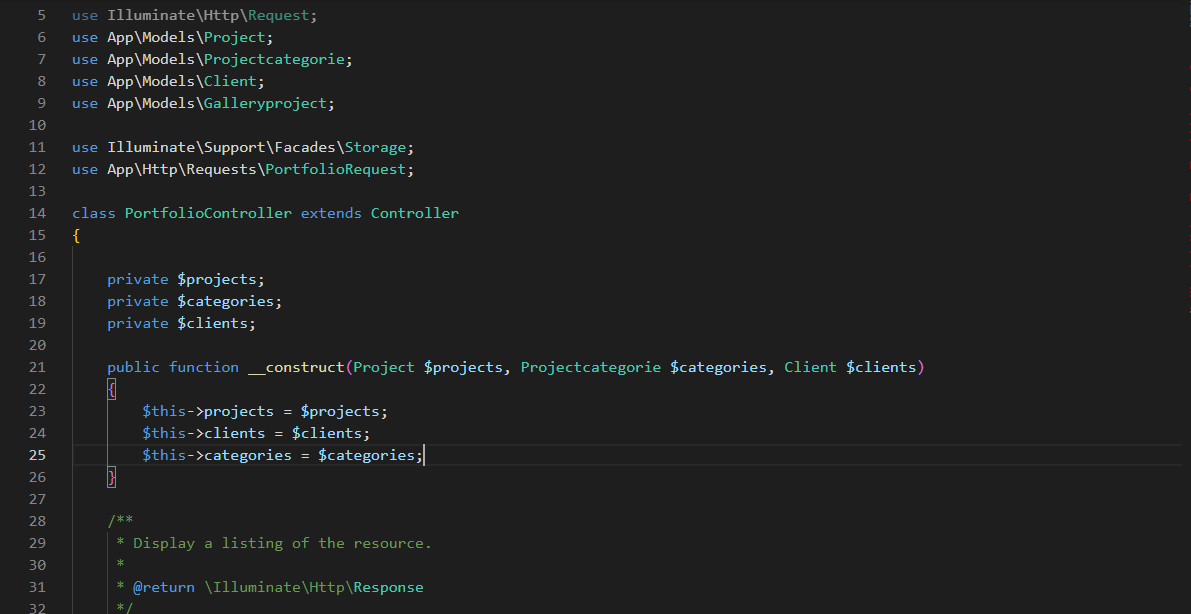 5 use Illuminate\Http\Request;
6 use App\Models\Project;
7 use App\Models\Projectcategorie;
8 use App\Models\Client;
9 use App\Models\Galleryproject;
10
11 use Illuminate\Support\Facades\Storage;
12 use App\Http\Requests\PortfolioRequest;
13
14 class PortfolioController extends Controller
15 {
16
17     private $projects;
18     private $categories;
19     private $clients;
20
21     public function __construct(Project $projects, Projectcategorie $categories, Client $clients)
22     {
23         $this->projects = $projects;
24         $this->clients = $clients;
25         $this->categories = $categories;
26     }
27
28     /**
29      * Display a listing of the resource.
30      *
31      * @return \Illuminate\Http\Response
32      */